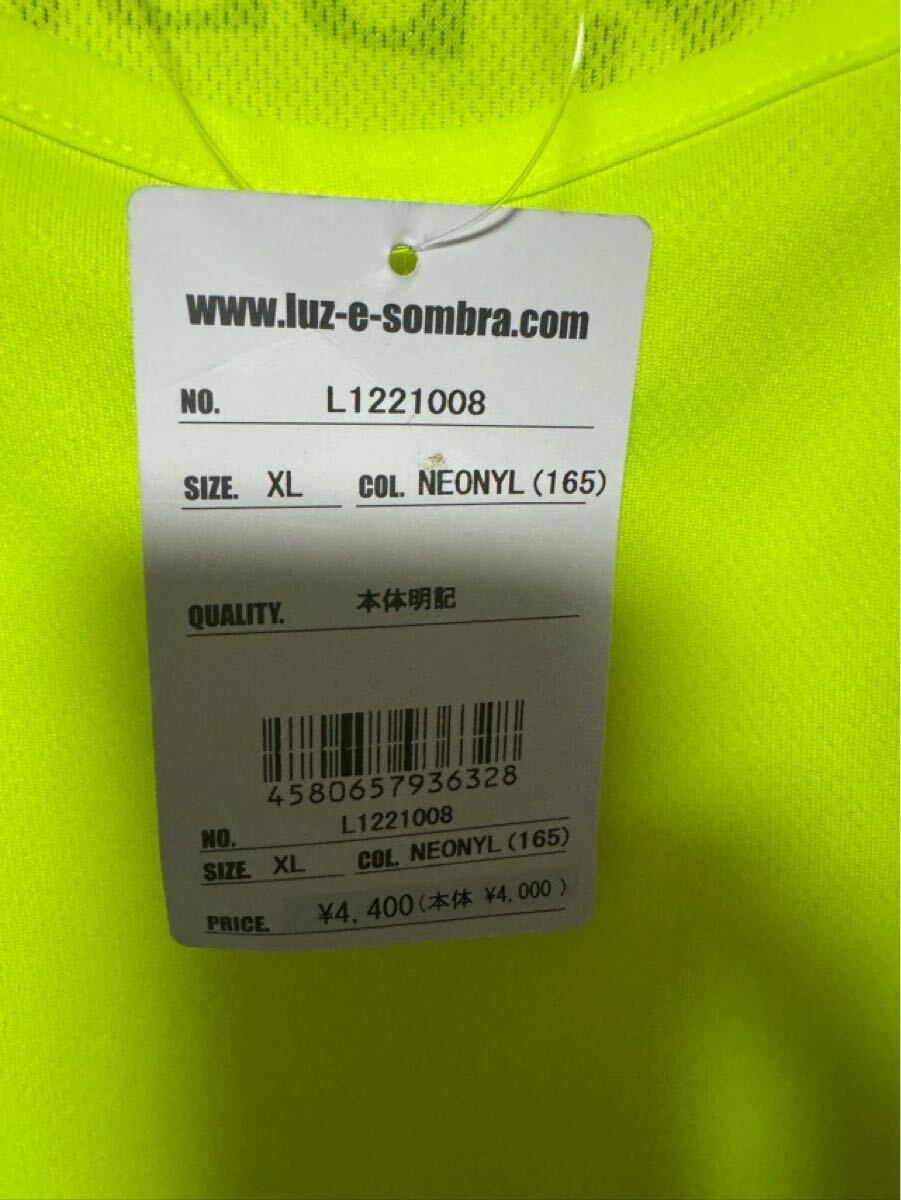 www.luz-e-sombra.com
NO. L1221008
SIZE. XL COL. NEONYL(165)
QUALITY. 本体明記
4580657936328
NO. L1221008
SIZE. XL COL. NEONYL(165)
PRICE. ¥4,400(本体 ¥4,000 )